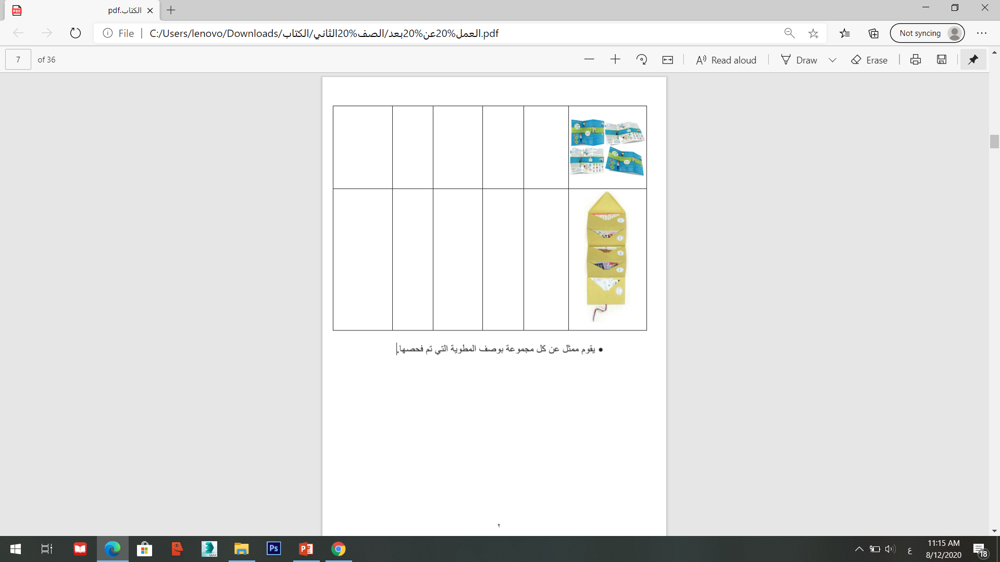 الكتاب.pdf
File
C:/Users/lenovo/Downloads/العمل%20عن%20بعد/الصف%20الثاني/الكتاب.pdf
Not syncing
7 of 36
Read aloud
Draw
Erase
• يقوم ممثل عن كل مجموعة بوصف المطوية التي تم فحصها.
٢
Ps
MAX
ع
11:15 AM
8/12/2020
18